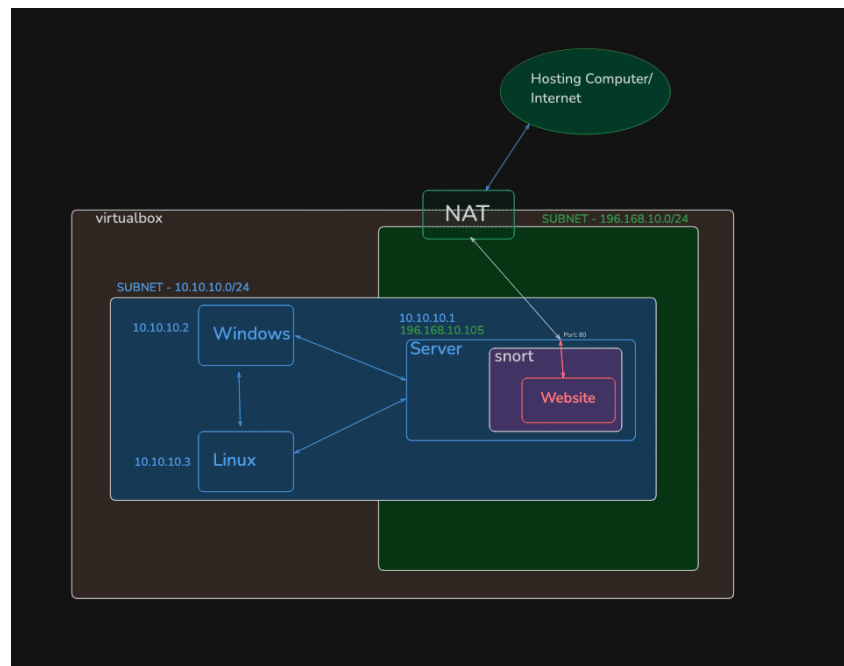 Hosting Computer/
Internet
NAT
virtualbox
SUBNET - 196.168.10.0/24
SUBNET - 10.10.10.0/24
10.10.10.2
Windows
10.10.10.1
196.168.10.105
Server
Port: 80
snort
Website
10.10.10.3
Linux